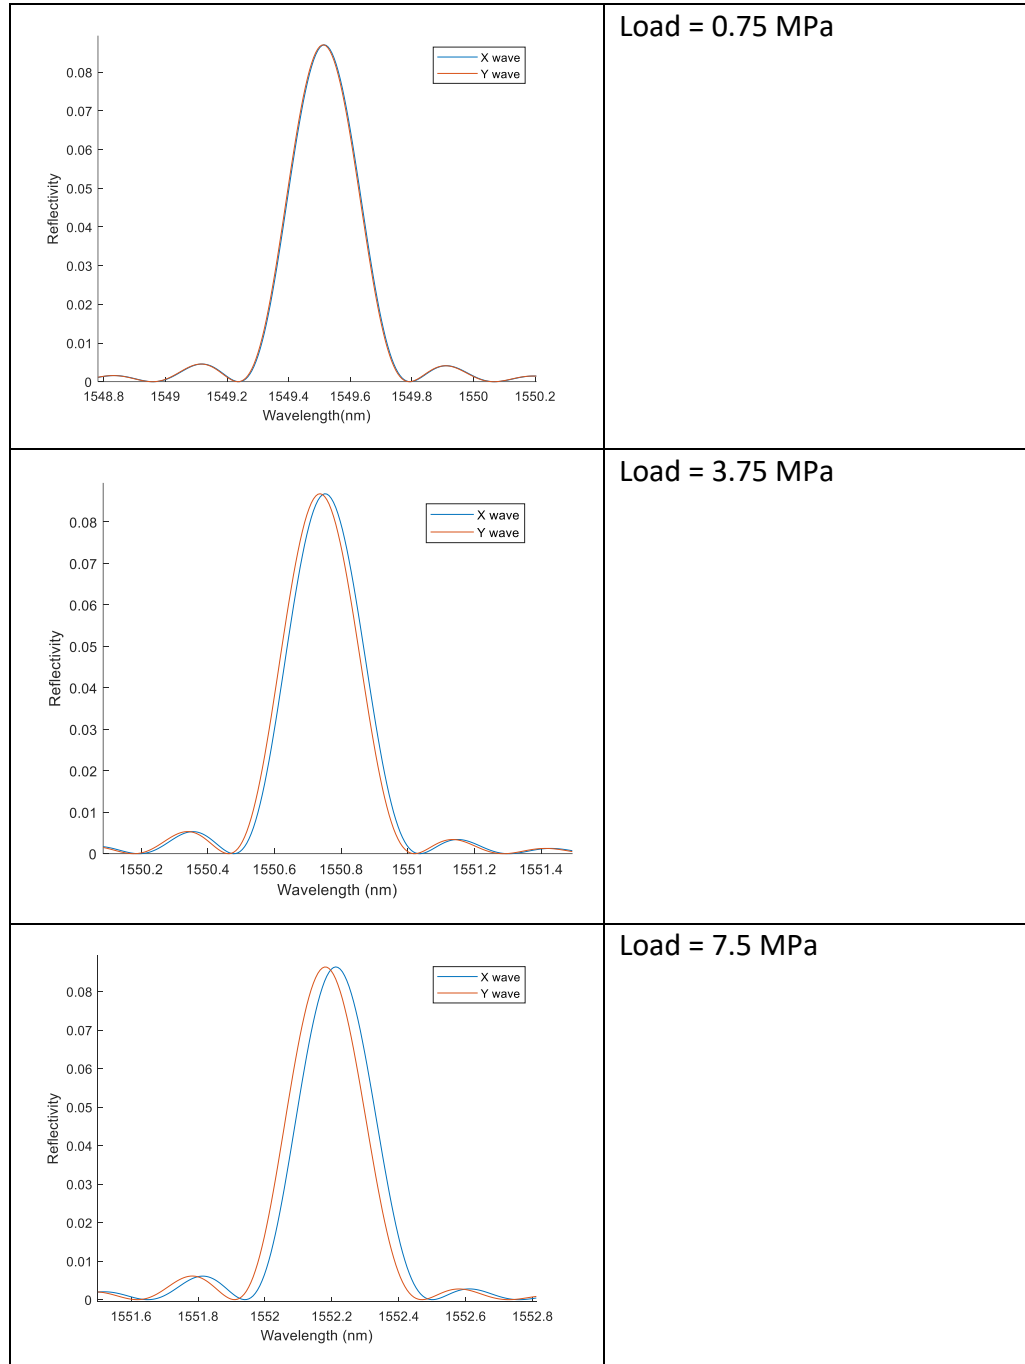 Load = 0.75 MPa
X wave
Y wave
0.08
0.07
0.06
0.05
0.04
0.03
0.02
0.01
0
Reflectivity
1548.8 1549 1549.2 1549.4 1549.6 1549.8 1550 1550.2
Wavelength(nm)
Load = 3.75 MPa
X wave
Y wave
0.08
0.07
0.06
0.05
0.04
0.03
0.02
0.01
0
Reflectivity
1550.2 1550.4 1550.6 1550.8 1551 1551.2 1551.4
Wavelength (nm)
Load = 7.5 MPa
X wave
Y wave
0.08
0.07
0.06
0.05
0.04
0.03
0.02
0.01
0
Reflectivity
1551.6 1551.8 1552 1552.2 1552.4 1552.6 1552.8
Wavelength (nm)